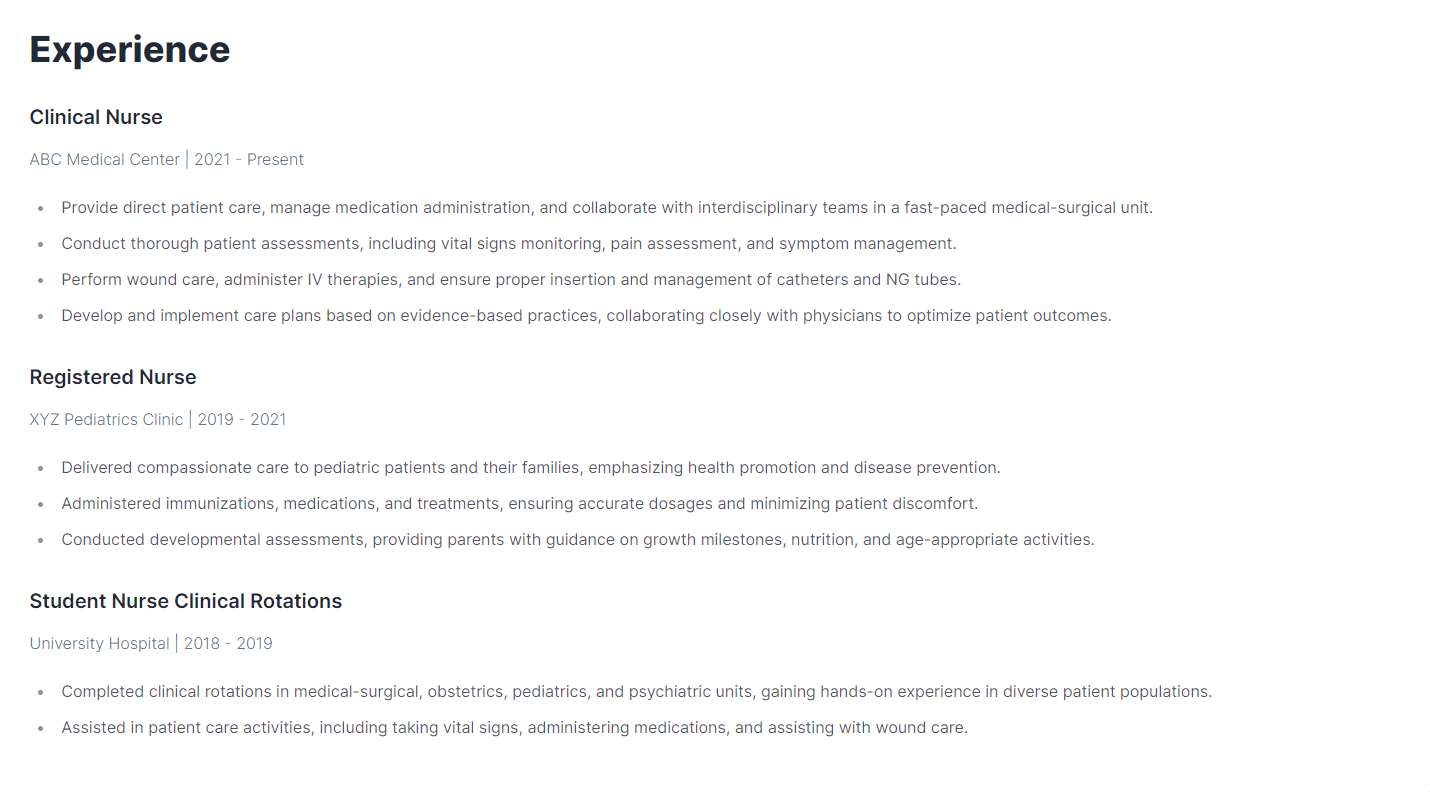 Experience
Clinical Nurse
ABC Medical Center | 2021 - Present
• Provide direct patient care, manage medication administration, and collaborate with interdisciplinary teams in a fast-paced medical-surgical unit.
• Conduct thorough patient assessments, including vital signs monitoring, pain assessment, and symptom management.
• Perform wound care, administer IV therapies, and ensure proper insertion and management of catheters and NG tubes.
• Develop and implement care plans based on evidence-based practices, collaborating closely with physicians to optimize patient outcomes.
Registered Nurse
XYZ Pediatrics Clinic | 2019 - 2021
• Delivered compassionate care to pediatric patients and their families, emphasizing health promotion and disease prevention.
• Administered immunizations, medications, and treatments, ensuring accurate dosages and minimizing patient discomfort.
• Conducted developmental assessments, providing parents with guidance on growth milestones, nutrition, and age-appropriate activities.
Student Nurse Clinical Rotations
University Hospital | 2018 - 2019
• Completed clinical rotations in medical-surgical, obstetrics, pediatrics, and psychiatric units, gaining hands-on experience in diverse patient populations.
• Assisted in patient care activities, including taking vital signs, administering medications, and assisting with wound care.